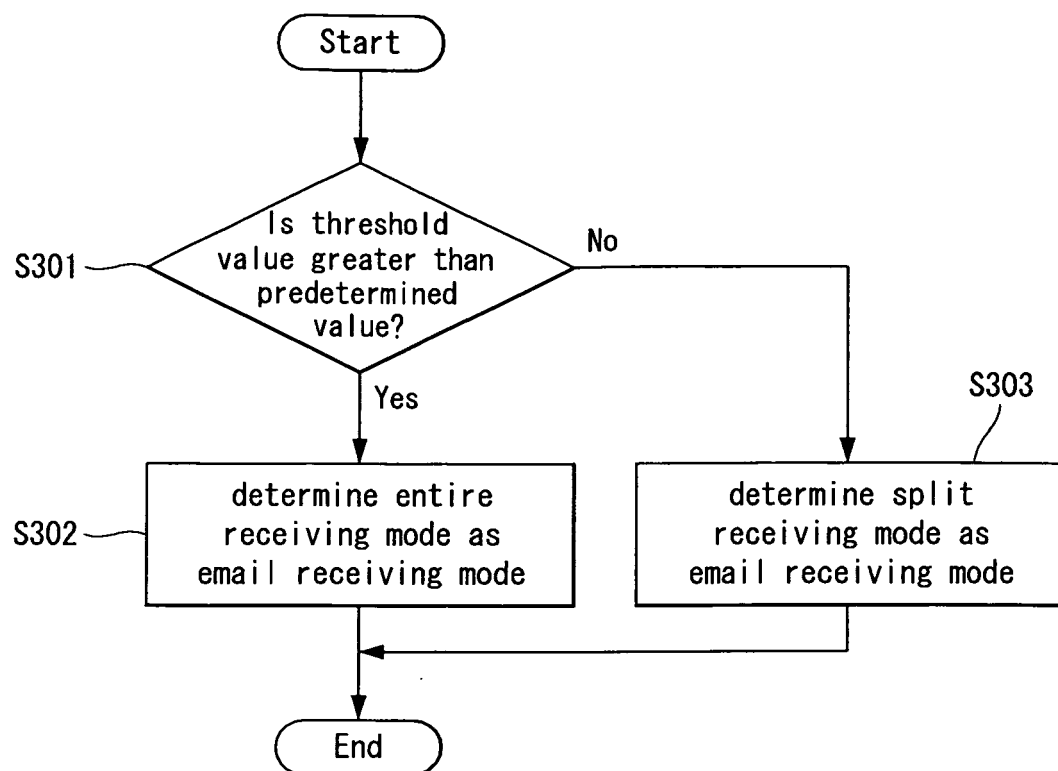 Start
Is threshold
value greater than
predetermined
value?
S301
No
Yes
S303
determine entire
receiving mode as
email receiving mode
S302
determine split
receiving mode as
email receiving mode
End